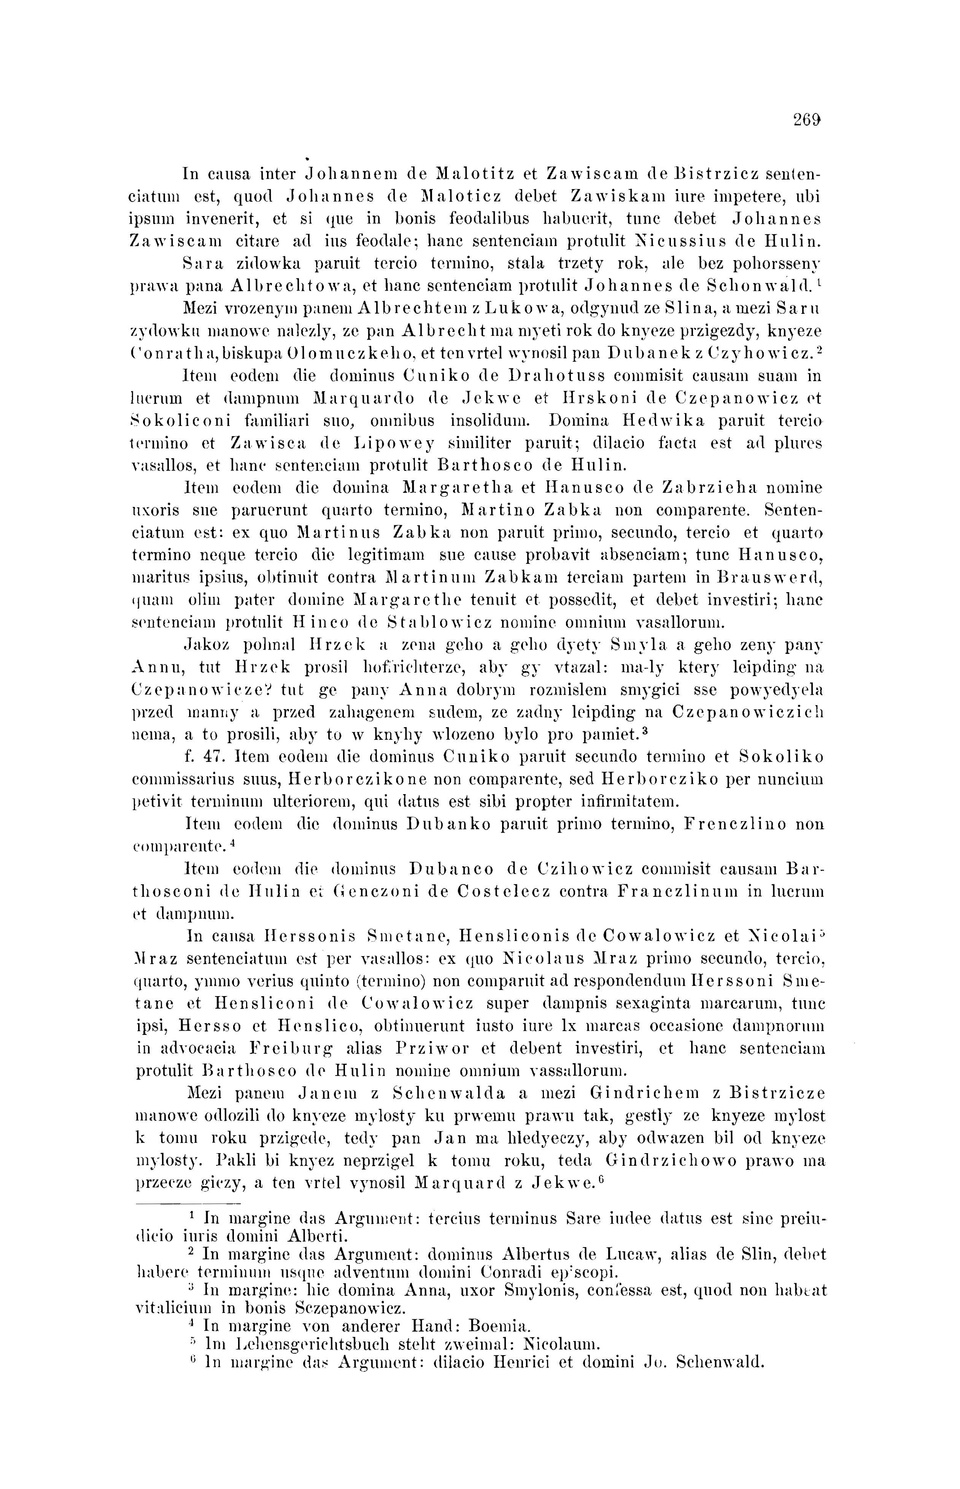 269
In causa inter Johannem de Malotitz et Zawiscam de Bistrzicz senten-
ciatum est, quod Johannes de Maloticz debet Zawiskam iure impetere, ubi
ipsum invenerit, et si que in bonis feodalibus habuerit, tunc debet Johannes
Zawiscam citare ad ius feodale; hanc sentenciam protulit Nicussius de Hulin.
Sara zidowka paruit tercio termino, stala trzety rok, ale bez pohorsseny
prawa pana Albrechtowa, et hanc sentenciam protulit Johannes de Schonwald.¹
Mezi vrozenym panem Albrechtem z Lukowa, odgynud ze Slina, a mezi Saru
zydowku manowe nalezly, ze pan Albrecht ma myeti rok do knyeze przigezdy, knyeze
Conratha, biskupa Olomuczkeho, et ten vrtel wynosil pan Dubanek z Czyhowicz.²
Item eodem die dominus Cuniko de Drahotuss commisit causam suam in
lucrum et dampnum Marquardo de Jekwe et Hrskoni de Czepanowicz et
Sokoliconi familiari suo, omnibus insolidum. Domina Hedwika paruit tercio
termino et Zawisca de Lipowey similiter paruit; dilacio facta est ad plures
vasallos, et hanc sentenciam protulit Barthosco de Hulin.
Item eodem die domina Margaretha et Hanusco de Zabrzicha nomine
uxoris sue paruerunt quarto termino, Martino Zabka non comparente. Senten-
ciatum est: ex quo Martinus Zabka non paruit primo, secundo, tercio et quarto
termino neque tercio die legitimam sue cause probavit absenciam; tunc Hanusco,
maritus ipsius, obtinuit contra Martinum Zabkam terciam partem in Brauswerd,
quam olim pater domine Margarethe tenuit et possedit, et debet investiri; hanc
sentenciam protulit Hinco de Stablowicz nomine omnium vasallorum.
Jakoz pohnal Hrzek a zena geho a geho dyety Smyla a geho zeny pany
Annu, tut Hrzek prosil hofrichterze, aby gy vtazal: ma-ly ktery leipding na
Czepanowicze? tut ge pany Anna dobrym rozmislem smygici sse powyedyela
przed manny a przed zahagenem sudem, ze zadny leipding na Czepanowiczich
nema, a to prosili, aby to w knyhy wlozeno bylo pro pamiet.³
f. 47. Item eodem die dominus Cuniko paruit secundo termino et Sokoliko
commissarius suus, Herborczikone non comparente, sed Herborcziko per nuncium
petivit terminum ulteriorem, qui datus est sibi propter infirmitatem.
Item eodem die dominus Dubanko paruit primo termino, Frenczlino non
comparente.⁴
Item eodem die dominus Dubanco de Czihowicz commisit causam Bar-
thosconi de Hulin et Genczoni de Costelecz contra Franczlinum in lucrum
et dampnum.
In causa Herssonis Smetane, Hensliconis de Cowalowicz et Nicolai⁵
Mraz sentenciatum est per vasallos: ex quo Nicolaus Mraz primo secundo, tercio,
quarto, ymmo verius quinto (termino) non comparuit ad respondendum Herssoni Sme-
tane et Hensliconi de Cowalowicz super dampnis sexaginta marcarum, tunc
ipsi, Hersso et Henslico, obtinuerunt iusto iure lx marcas occasione dampnorum
in advocacia Freiburg alias Prziwor et debent investiri, et hanc sentenciam
protulit Barthosco de Hulin nomine omnium vassallorum.
Mezi panem Janem z Schenwalda a mezi Gindrichem z Bistrzicze
manowe odlozili do knyeze mylosty ku prwemu prawu tak, gestly ze knyeze mylost
k tomu roku przigede, tedy pan Jan ma hledyeczy, aby odwazen bil od knyeze
mylosty. Pakli bi knyez neprzigel k tomu roku, teda Gindrzichowo prawo ma
przecze giczy, a ten vrtel vynosil Marquard z Jekwe.⁶
¹ In margine das Argument: tercius terminus Sare iudee datus est sine preiu-
dicio iuris domini Alberti.
² In margine das Argument: dominus Albertus de Lucaw, alias de Slin, debet
habere terminum usque adventum domini Conradi episcopi.
³ In margine: hic domina Anna, uxor Smylonis, confessa est, quod non habeat
vitalicium in bonis Sczepanowicz.
⁴ In margine von anderer Hand: Boemia.
⁵ Im Lehensgerichtsbuch steht zweimal: Nicolaum.
⁶ In margine das Argument: dilacio Henrici et domini Jo. Schenwald.